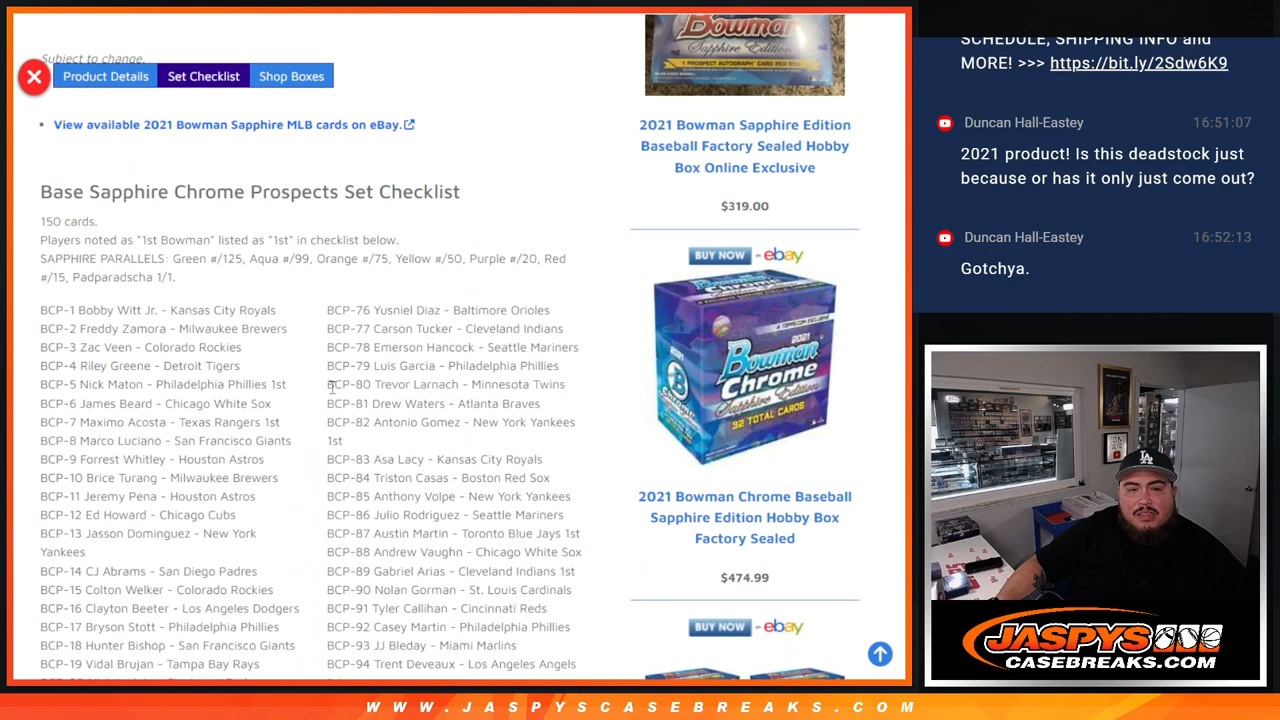 Subject to change.
Product Details
Set Checklist
Shop Boxes
• View available 2021 Bowman Sapphire MLB cards on eBay.
Base Sapphire Chrome Prospects Set Checklist
150 cards.
Players noted as "1st Bowman" listed as "1st" in checklist below.
SAPPHIRE PARALLELS: Green #/125, Aqua #/99, Orange #/75, Yellow #/50, Purple #/20, Red
#/15, Padparadscha 1/1.
BCP-1 Bobby Witt Jr. - Kansas City Royals
BCP-2 Freddy Zamora - Milwaukee Brewers
BCP-3 Zac Veen - Colorado Rockies
BCP-4 Riley Greene - Detroit Tigers
BCP-5 Nick Maton - Philadelphia Phillies 1st
BCP-6 James Beard - Chicago White Sox
BCP-7 Maximo Acosta - Texas Rangers 1st
BCP-8 Marco Luciano - San Francisco Giants
BCP-9 Forrest Whitley - Houston Astros
BCP-10 Brice Turang - Milwaukee Brewers
BCP-11 Jeremy Pena - Houston Astros
BCP-12 Ed Howard - Chicago Cubs
BCP-13 Jasson Dominguez - New York
Yankees
BCP-14 CJ Abrams - San Diego Padres
BCP-15 Colton Welker - Colorado Rockies
BCP-16 Clayton Beeter - Los Angeles Dodgers
BCP-17 Bryson Stott - Philadelphia Phillies
BCP-18 Hunter Bishop - San Francisco Giants
BCP-19 Vidal Brujan - Tampa Bay Rays
BCP-76 Yusniel Diaz - Baltimore Orioles
BCP-77 Carson Tucker - Cleveland Indians
BCP-78 Emerson Hancock - Seattle Mariners
BCP-79 Luis Garcia - Philadelphia Phillies
BCP-80 Trevor Larnach - Minnesota Twins
BCP-81 Drew Waters - Atlanta Braves
BCP-82 Antonio Gomez - New York Yankees
1st
BCP-83 Asa Lacy - Kansas City Royals
BCP-84 Triston Casas - Boston Red Sox
BCP-85 Anthony Volpe - New York Yankees
BCP-86 Julio Rodriguez - Seattle Mariners
BCP-87 Austin Martin - Toronto Blue Jays 1st
BCP-88 Andrew Vaughn - Chicago White Sox
BCP-89 Gabriel Arias - Cleveland Indians 1st
BCP-90 Nolan Gorman - St. Louis Cardinals
BCP-91 Tyler Callihan - Cincinnati Reds
BCP-92 Casey Martin - Philadelphia Phillies
BCP-93 JJ Bleday - Miami Marlins
BCP-94 Trent Deveaux - Los Angeles Angels
Bowman
Sapphire Edition
1 PROSPECT AUTOGRAPH CARD PER BOX
2021 Bowman Sapphire Edition
Baseball Factory Sealed Hobby
Box Online Exclusive
$319.00
BUY NOW on ebay
2021
Bowman
Chrome
Sapphire Edition
32 TOTAL CARDS
2021 Bowman Chrome Baseball
Sapphire Edition Hobby Box
Factory Sealed
$474.99
BUY NOW on ebay
SCHEDULE, SHIPPING INFO and
MORE! >>> https://bit.ly/2Sdw6K9
Duncan Hall-Eastey 16:51:07
2021 product! Is this deadstock just
because or has it only just come out?
Duncan Hall-Eastey 16:52:13
Gotchya.
LA
ON AIR
JASPYS
CASEBREAKS.COM
WWW.JASPYSCASEBREAKS.COM